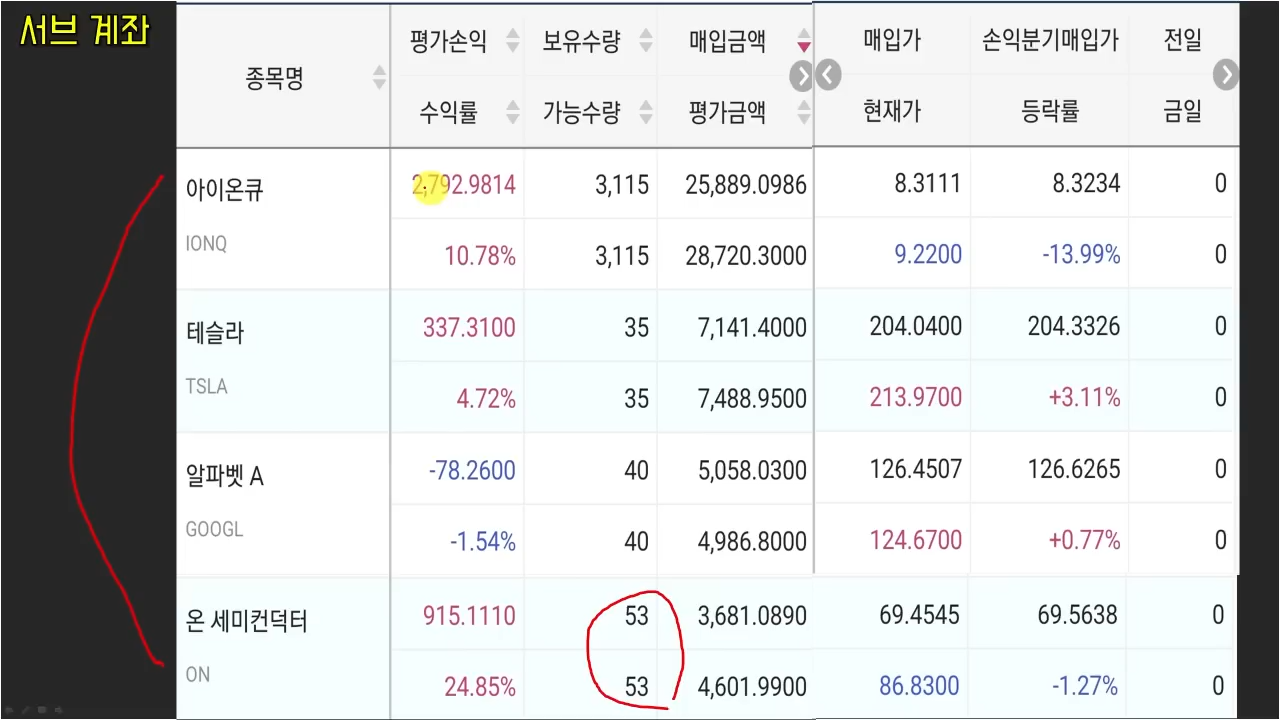 서브 계좌
종목명 평가손익 보유수량 매입금액 매입가 손익분기매입가 전일
수익률 가능수량 평가금액 현재가 등락률 금일
아이온큐 2,792.9814 3,115 25,889.0986 8.3111 8.3234 0
IONQ 10.78% 3,115 28,720.3000 9.2200 -13.99% 0
테슬라 337.3100 35 7,141.4000 204.0400 204.3326 0
TSLA 4.72% 35 7,488.9500 213.9700 +3.11% 0
알파벳 A -78.2600 40 5,058.0300 126.4507 126.6265 0
GOOGL -1.54% 40 4,986.8000 124.6700 +0.77% 0
온 세미컨덕터 915.1110 53 3,681.0890 69.4545 69.5638 0
ON 24.85% 53 4,601.9900 86.8300 -1.27% 0